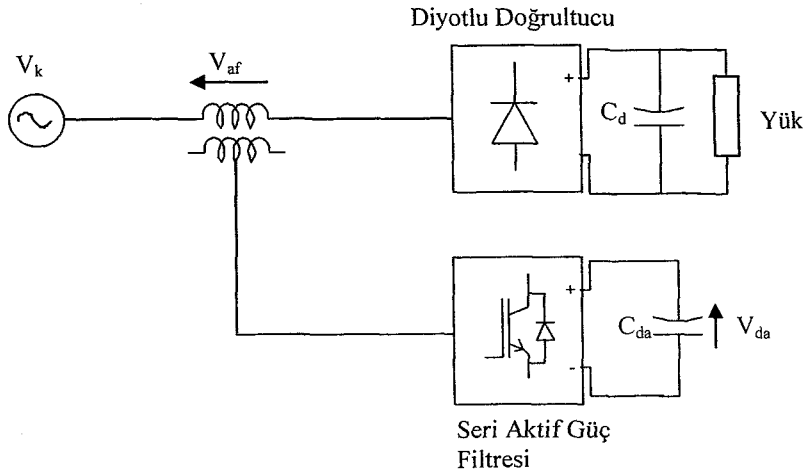 Diyotlu Doğrultucu
V_k
V_af
+
-
C_d
Yük
+
-
C_da
V_da
Seri Aktif Güç
Filtresi